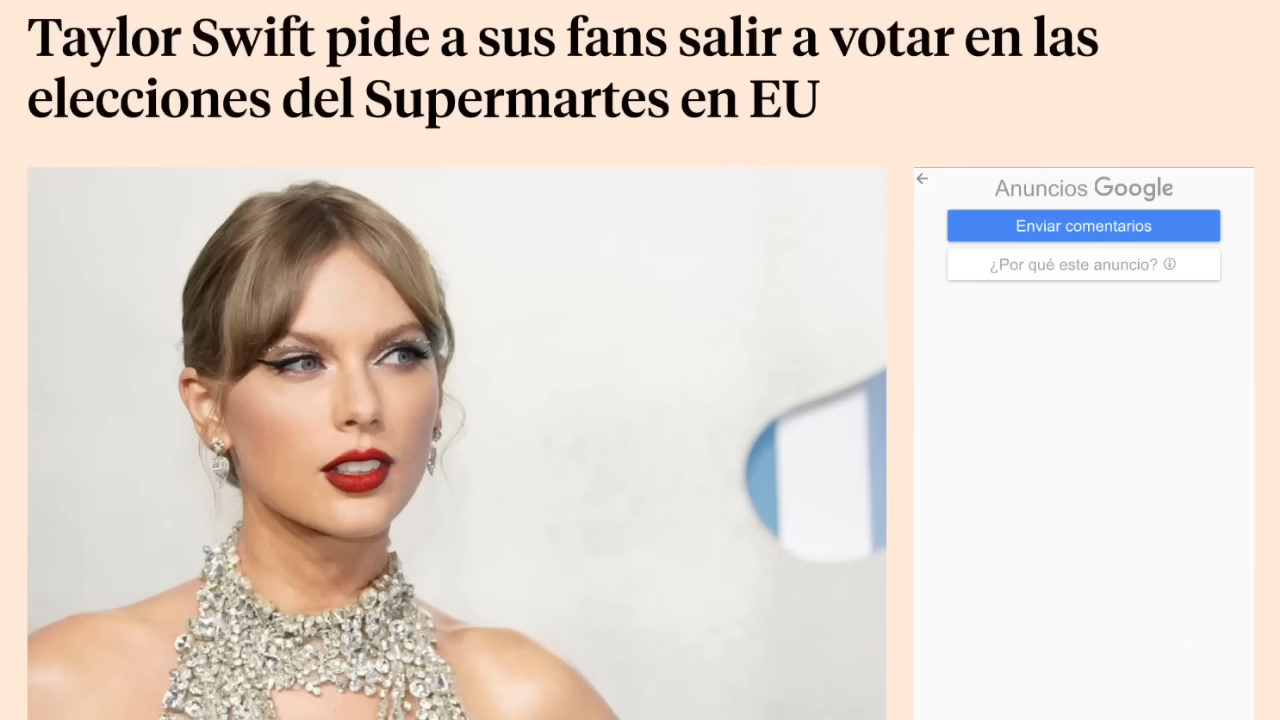 Taylor Swift pide a sus fans salir a votar en las
elecciones del Supermartes en EU
Anuncios Google
Enviar comentarios
¿Por qué este anuncio?